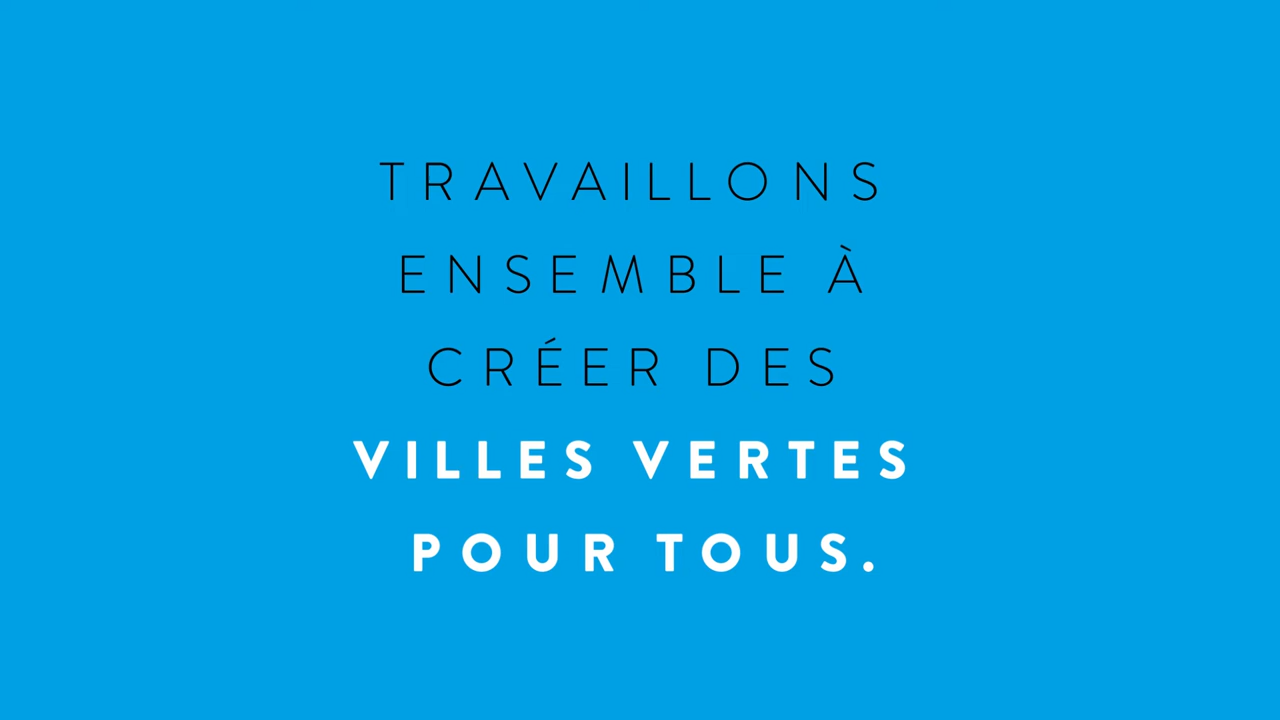 TRAVAILLONS
ENSEMBLE À
CRÉER DES
VILLES VERTES
POUR TOUS.